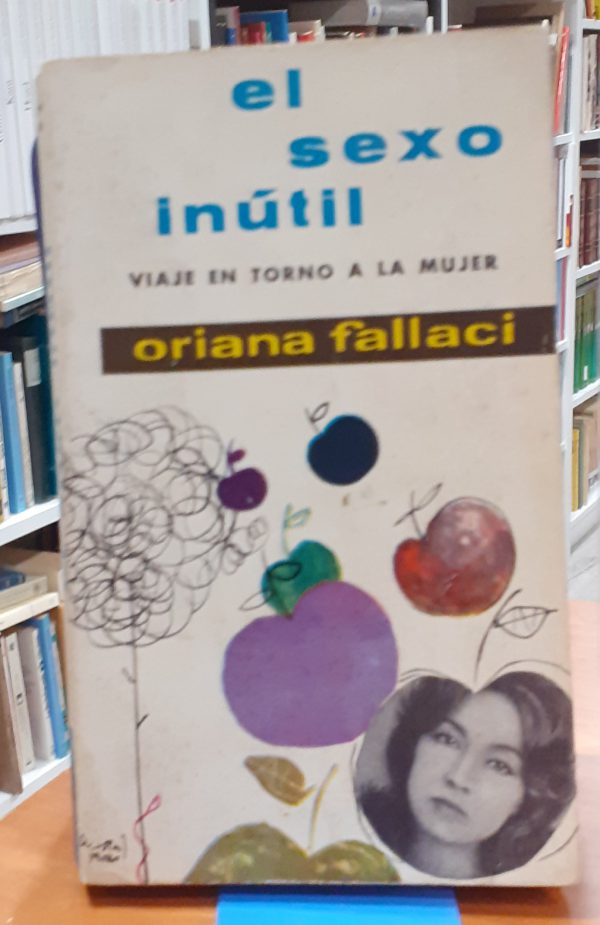 el
sexo
inútil
VIAJE EN TORNO A LA MUJER
oriana fallaci